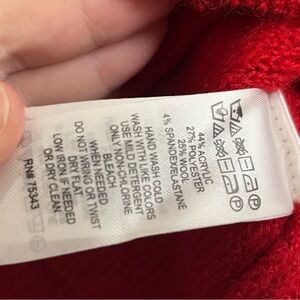 44% ACRYLIC
27% POLYESTER
25% WOOL
4% SPANDEX/ELASTANE
HAND WASH COLD
WASH WITH LIKE COLORS
USE MILD DETERGENT
ONLY NON-CHLORINE
BLEACH
WHEN NEEDED
DO NOT WRING OR TWIST
DRY FLAT
LOW IRON IF NEEDED
OR DRY CLEAN
RN# 75343